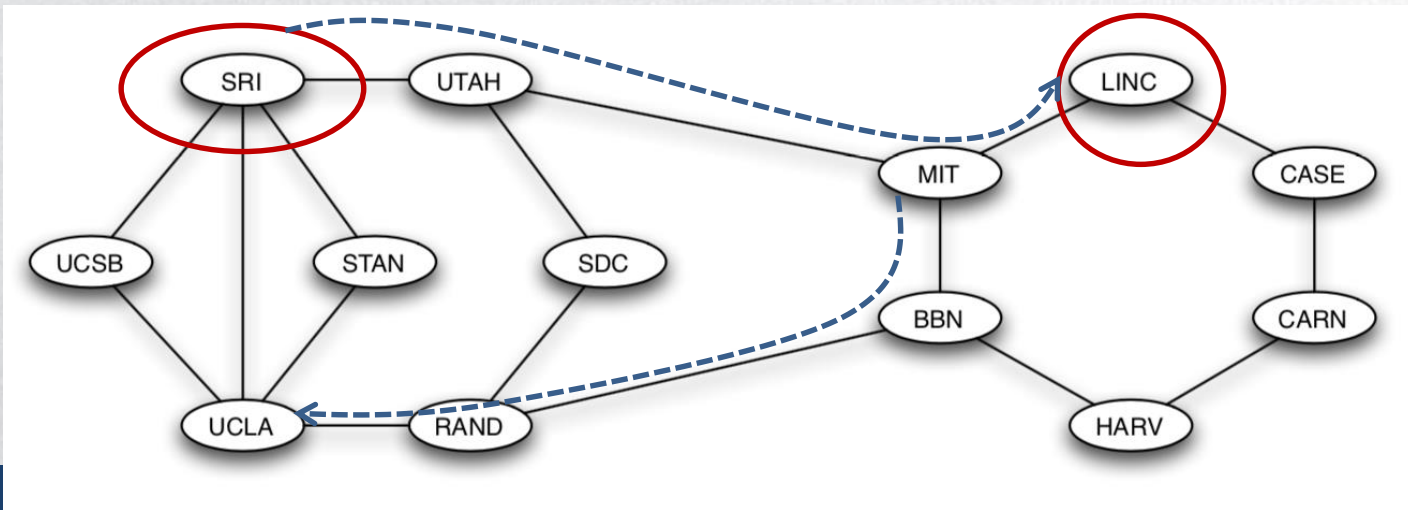 SRI
UTAH
LINC
MIT
CASE
UCSB
STAN
SDC
BBN
CARN
UCLA
RAND
HARV